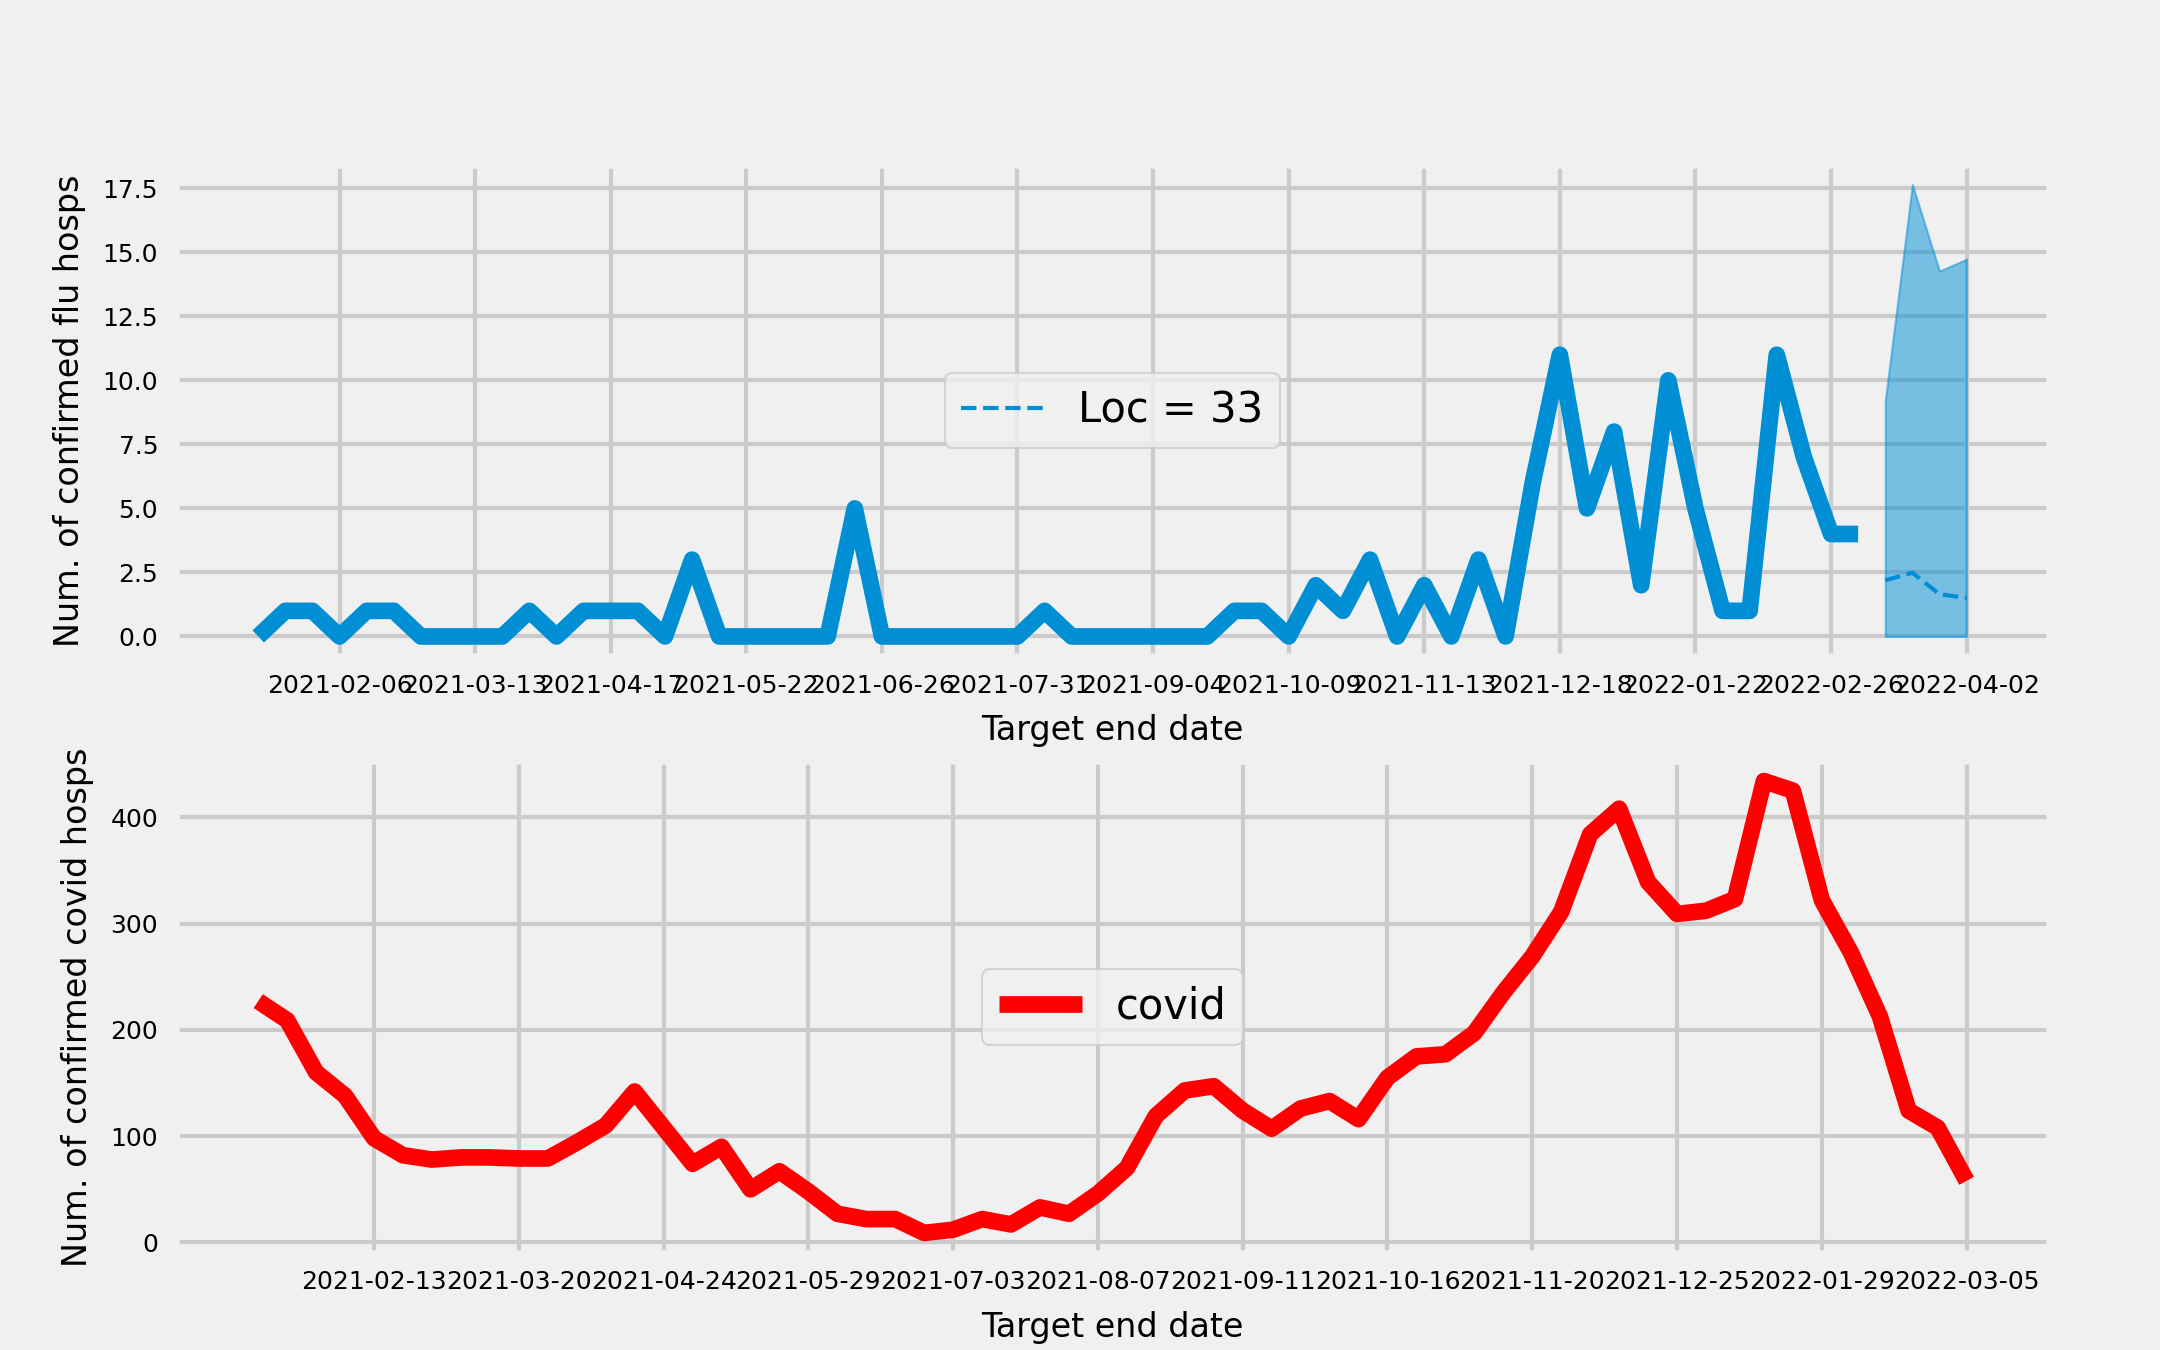 Num. of confirmed flu hosps
17.5
15.0
12.5
10.0
7.5
5.0
2.5
0.0
Loc = 33
2021-02-06 2021-03-13 2021-04-17 2021-05-22 2021-06-26 2021-07-31 2021-09-04 2021-10-09 2021-11-13 2021-12-18 2022-01-22 2022-02-26 2022-04-02
Target end date
Num. of confirmed covid hosps
400
300
200
100
0
covid
2021-02-13 2021-03-20 2021-04-24 2021-05-29 2021-07-03 2021-08-07 2021-09-11 2021-10-16 2021-11-20 2021-12-25 2022-01-29 2022-03-05
Target end date